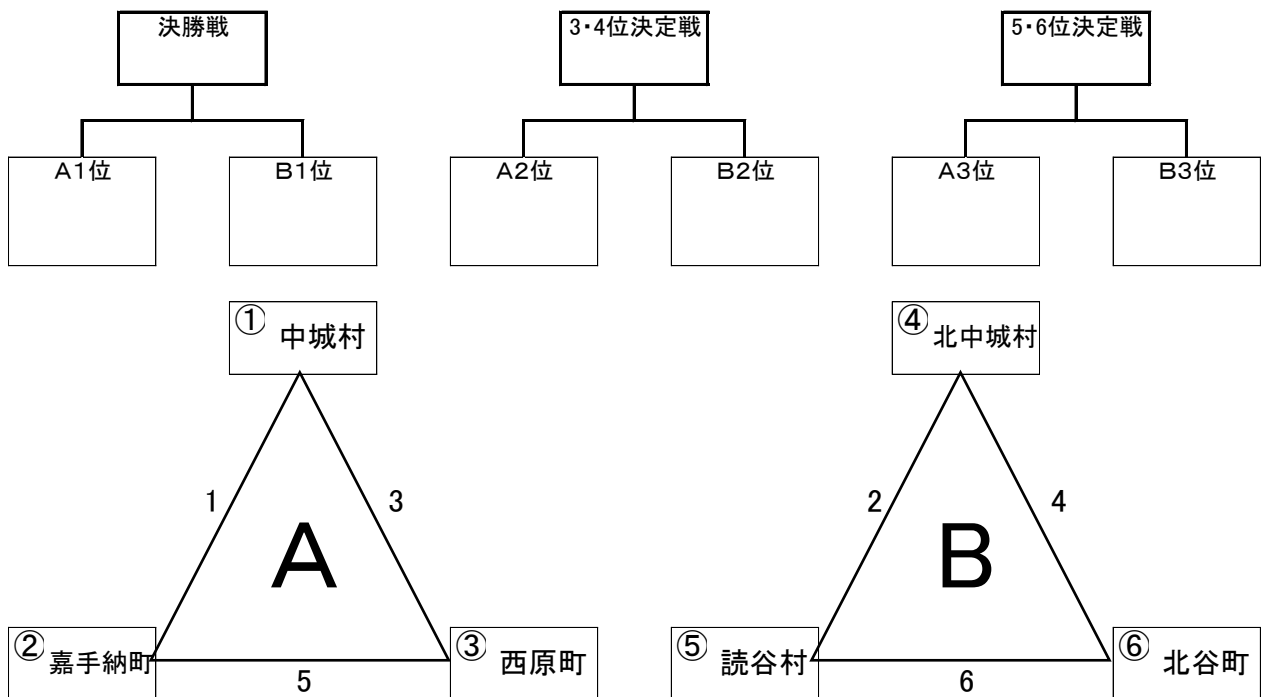 決勝戦
3・4位決定戦
5・6位決定戦
A1位
B1位
A2位
B2位
A3位
B3位
① 中城村
④ 北中城村
1
3
2
4
A
B
② 嘉手納町
③ 西原町
⑤ 読谷村
⑥ 北谷町
5
6